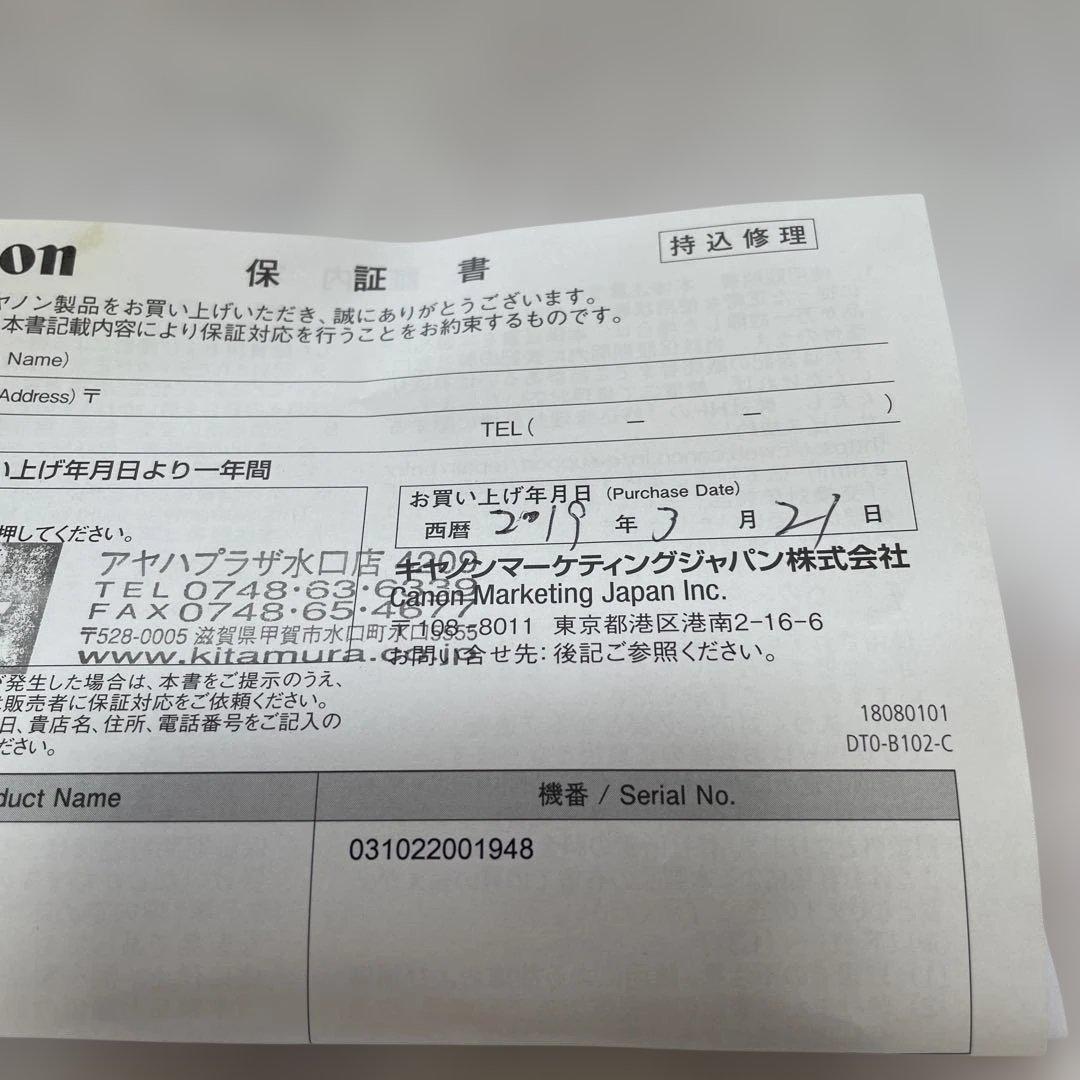 on
保証書
持込修理
ヤノン製品をお買い上げいただき、誠にありがとうございます。
本書記載内容により保証対応を行うことをお約束するものです。
Name)
Address) 〒
TEL ( － － )
い上げ年月日より一年間
お買い上げ年月日 (Purchase Date)
西暦 2019 年 3 月 21 日
押してください。
アヤハプラザ水口店
TEL 0748・63・6
FAX 0748・65・4677
〒528-0005 滋賀県甲賀市水口町水口5555
www.kitamura.co.jp
キヤノンマーケティングジャパン株式会社
Canon Marketing Japan Inc.
〒108-8011 東京都港区港南2-16-6
お問い合せ先：後記ご参照ください。
が発生した場合は、本書をご提示のうえ、
販売者に保証対応をご依頼ください。
日、貴店名、住所、電話番号をご記入の
ださい。
18080101
DT0-B102-C
duct Name
機番 / Serial No.
031022001948